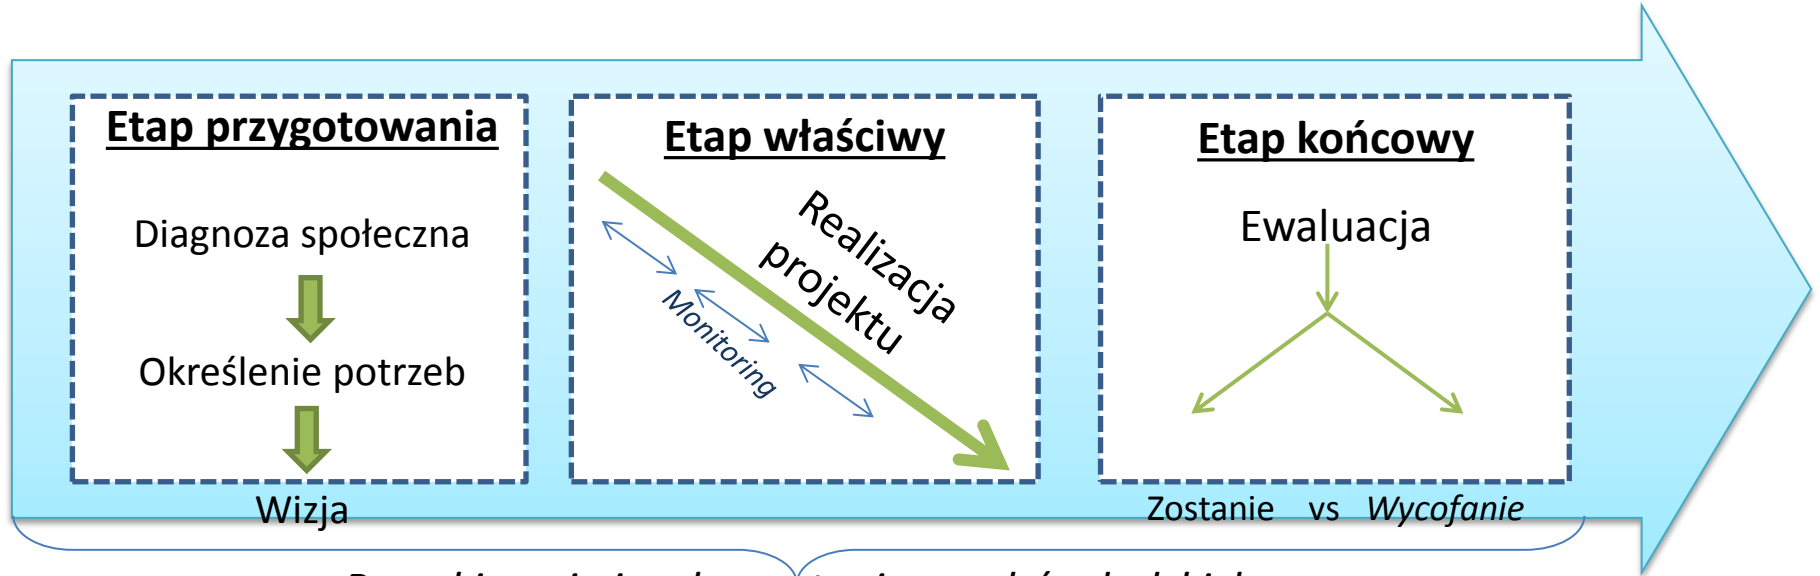 Etap przygotowania
Diagnoza społeczna
Określenie potrzeb
Wizja
Etap właściwy
Realizacja
projektu
Monitoring
Etap końcowy
Ewaluacja
Zostanie vs Wycofanie